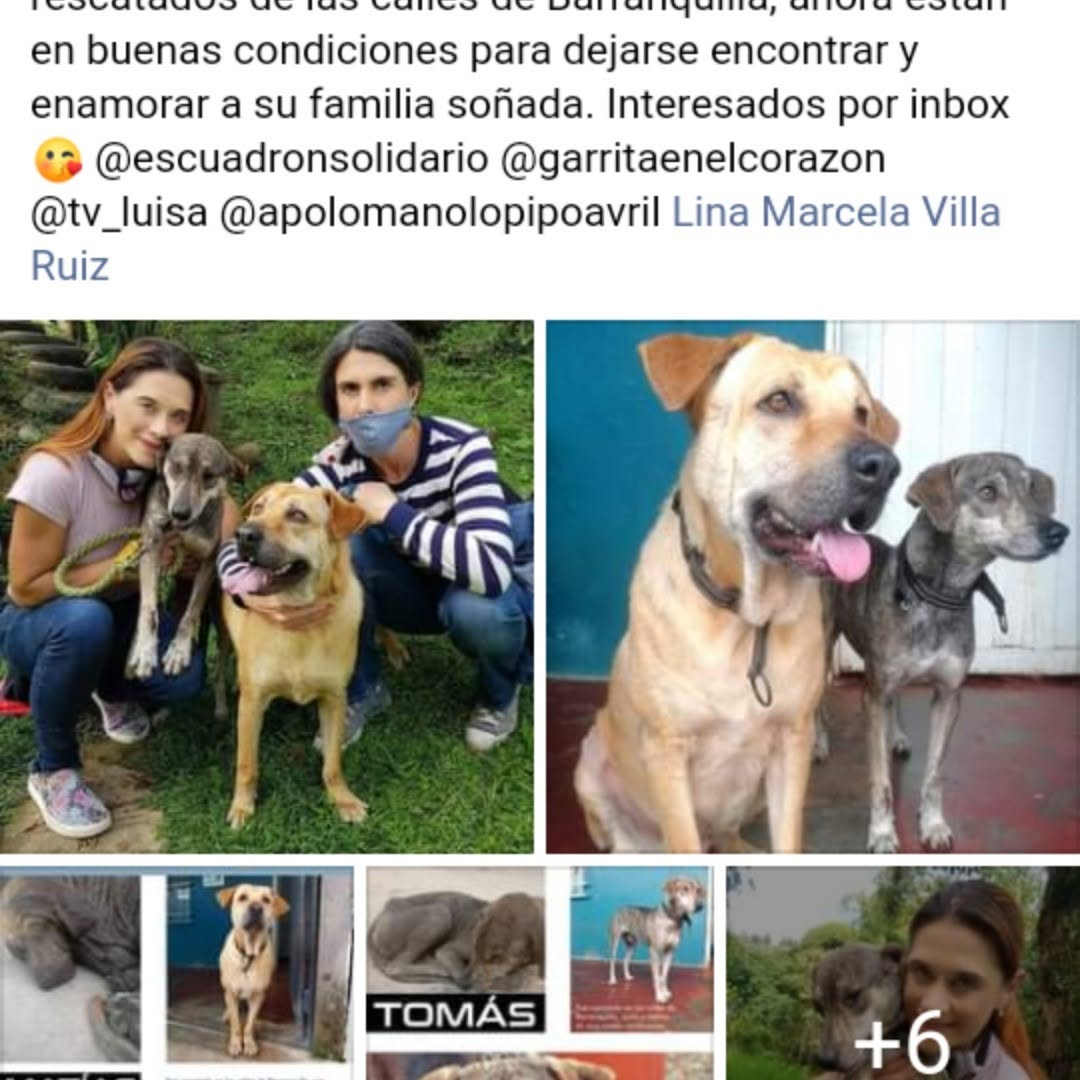 rescatados de las calles de Barranquilla, ahora están
en buenas condiciones para dejarse encontrar y
enamorar a su familia soñada. Interesados por inbox
😘 @escuadronsolidario @garritaenelcorazon
@tv_luisa @apolomanolopipoavril Lina Marcela Villa
Ruiz
TOMÁS
+6